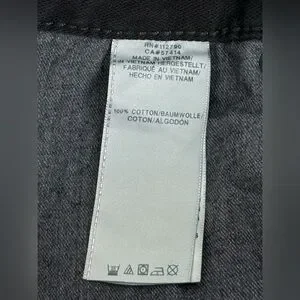 RN#112790
CA#57414
MADE IN VIETNAM/
IN VIETNAM HERGESTELLT/
FABRIQUÉ AU VIETNAM/
HECHO EN VIETNAM
100% COTTON/BAUMWOLLE/
COTON/ALGODÓN